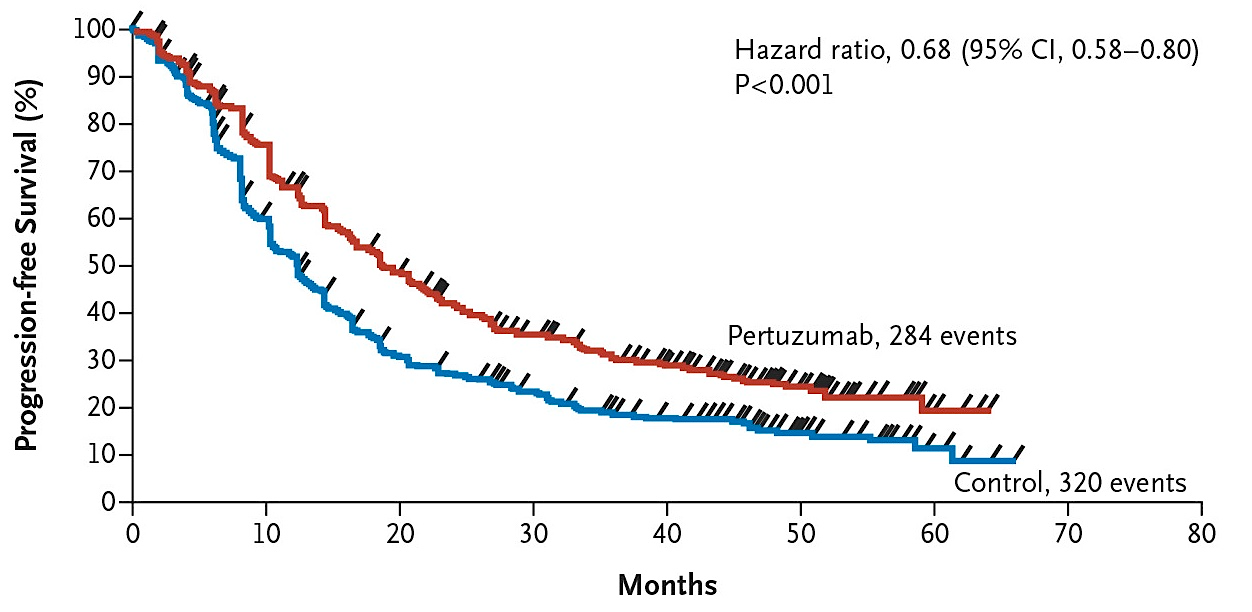 Progression-free Survival (%)
100
90
80
70
60
50
40
30
20
10
0
Hazard ratio, 0.68 (95% CI, 0.58–0.80)
P<0.001
Pertuzumab, 284 events
Control, 320 events
0 10 20 30 40 50 60 70 80
Months